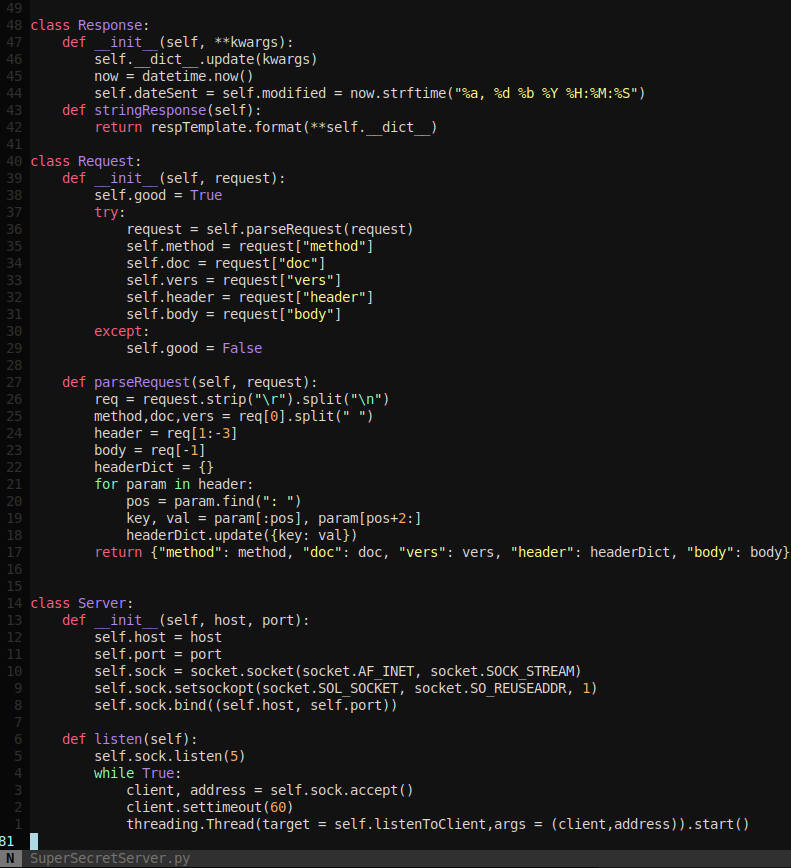 49
48 class Response:
47     def __init__(self, **kwargs):
46         self.__dict__.update(kwargs)
45         now = datetime.now()
44         self.dateSent = self.modified = now.strftime("%a, %d %b %Y %H:%M:%S")
43     def stringResponse(self):
42         return respTemplate.format(**self.__dict__)
41
40 class Request:
39     def __init__(self, request):
38         self.good = True
37         try:
36             request = self.parseRequest(request)
35             self.method = request["method"]
34             self.doc = request["doc"]
33             self.vers = request["vers"]
32             self.header = request["header"]
31             self.body = request["body"]
30         except:
29             self.good = False
28
27     def parseRequest(self, request):
26         req = request.strip("\r").split("\n")
25         method,doc,vers = req[0].split(" ")
24         header = req[1:-3]
23         body = req[-1]
22         headerDict = {}
21         for param in header:
20             pos = param.find(": ")
19             key, val = param[:pos], param[pos+2:]
18             headerDict.update({key: val})
17         return {"method": method, "doc": doc, "vers": vers, "header": headerDict, "body": body}
16
15
14 class Server:
13     def __init__(self, host, port):
12         self.host = host
11         self.port = port
10         self.sock = socket.socket(socket.AF_INET, socket.SOCK_STREAM)
9         self.sock.setsockopt(socket.SOL_SOCKET, socket.SO_REUSEADDR, 1)
8         self.sock.bind((self.host, self.port))
7
6     def listen(self):
5         self.sock.listen(5)
4         while True:
3             client, address = self.sock.accept()
2             client.settimeout(60)
1             threading.Thread(target = self.listenToClient,args = (client,address)).start()
81
N SuperSecretServer.py